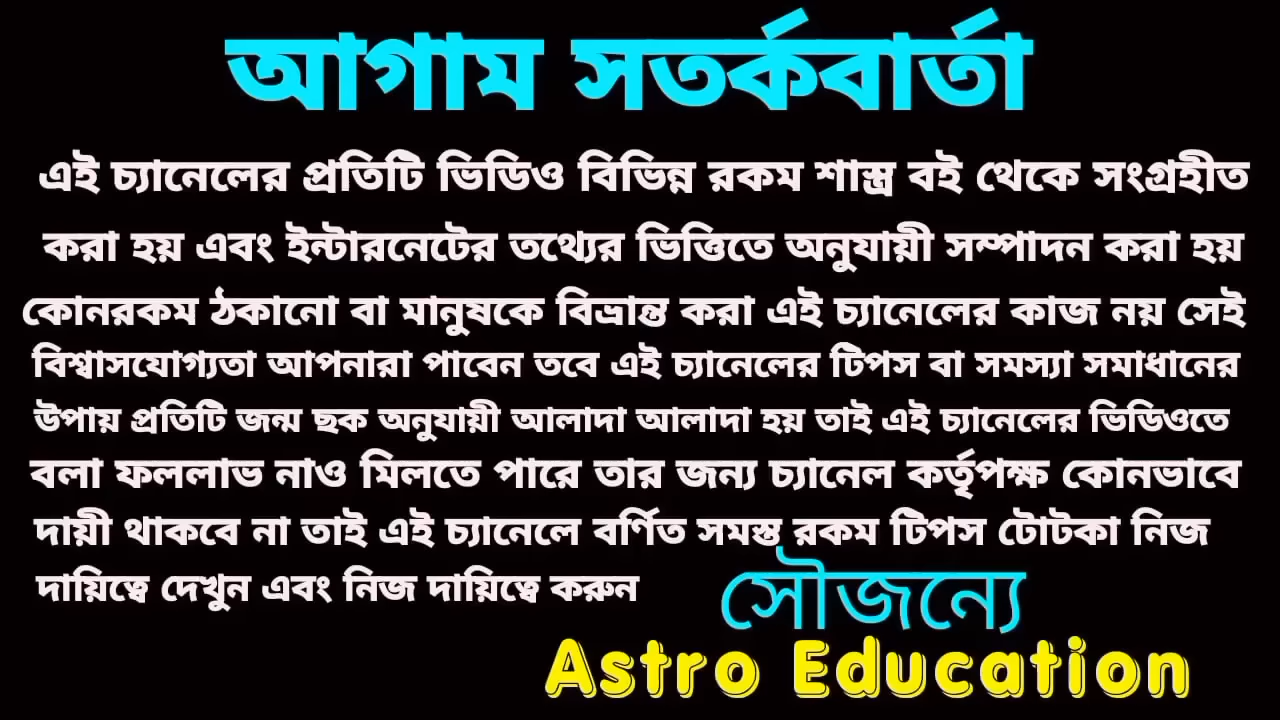 আগাম সতর্কবার্তা
এই চ্যানেলের প্রতিটি ভিডিও বিভিন্ন রকম শাস্ত্র বই থেকে সংগ্রহীত
করা হয় এবং ইন্টারনেটের তথ্যের ভিত্তিতে অনুযায়ী সম্পাদন করা হয়
কোনরকম ঠকানো বা মানুষকে বিভ্রান্ত করা এই চ্যানেলের কাজ নয় সেই
বিশ্বাসযোগ্যতা আপনারা পাবেন তবে এই চ্যানেলের টিপস বা সমস্যা সমাধানের
উপায় প্রতিটি জন্ম ছক অনুযায়ী আলাদা আলাদা হয় তাই এই চ্যানেলের ভিডিওতে
বলা ফললাভ নাও মিলতে পারে তার জন্য চ্যানেল কর্তৃপক্ষ কোনভাবে
দায়ী থাকবে না তাই এই চ্যানেলে বর্ণিত সমস্ত রকম টিপস টোটকা নিজ
দায়িত্বে দেখুন এবং নিজ দায়িত্বে করুন
সৌজন্যে
Astro Education